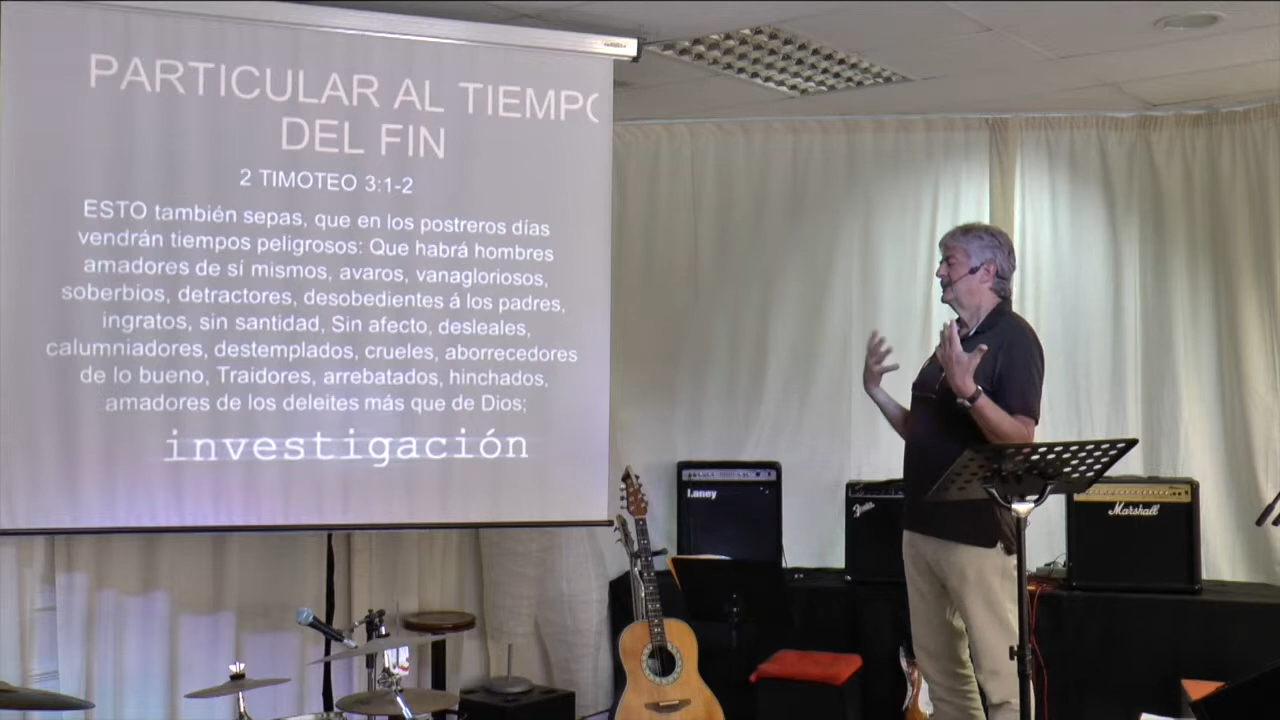 PARTICULAR AL TIEMPO
DEL FIN
2 TIMOTEO 3:1-2
ESTO también sepas, que en los postreros días
vendrán tiempos peligrosos: Que habrá hombres
amadores de sí mismos, avaros, vanagloriosos,
soberbios, detractores, desobedientes á los padres,
ingratos, sin santidad, Sin afecto, desleales,
calumniadores, destemplados, crueles, aborrecedores
de lo bueno, Traidores, arrebatados, hinchados,
amadores de los deleites más que de Dios;
investigación
Laney
Fender
Marshall